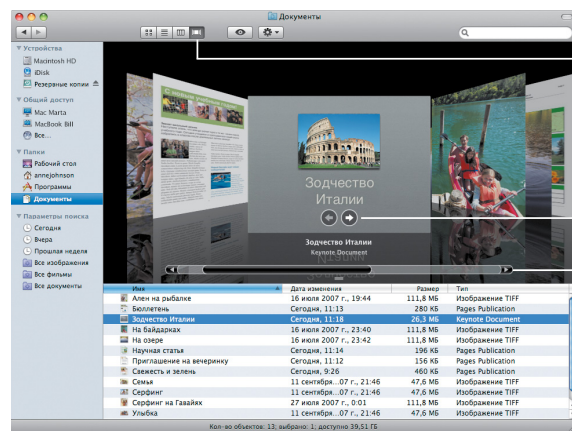 Документы
▼ Устройства
Macintosh HD
iDisk
Резервные копии
▼ Общий доступ
Mac Marta
MacBook Bill
Все...
▼ Папки
Рабочий стол
annejohnson
Программы
Документы
▼ Параметры поиска
Сегодня
Вчера
Прошлая неделя
Все изображения
Все фильмы
Все документы
Зодчество
Италии
Зодчество Италии
Keynote Document
Имя Дата изменения Размер Тип
Ален на рыбалке 16 июля 2007 г., 19:44 111,8 МБ Изображение TIFF
Бюллетень Сегодня, 11:13 280 КБ Pages Publication
Зодчество Италии Сегодня, 11:18 26,3 МБ Keynote Document
На байдарках 16 июля 2007 г., 23:40 111,8 МБ Изображение TIFF
На озере 16 июля 2007 г., 23:42 111,8 МБ Изображение TIFF
Научная статья Сегодня, 11:14 196 КБ Pages Publication
Приглашение на вечеринку Сегодня, 11:12 156 КБ Pages Publication
Свежесть и зелень Сегодня, 9:26 460 КБ Pages Publication
Семья 11 сентября...07 г., 21:46 47,6 МБ Изображение TIFF
Серфинг 11 сентября...07 г., 21:46 47,6 МБ Изображение TIFF
Серфинг на Гавайях 27 июля 2007 г., 0:01 111,8 МБ Изображение TIFF
Улыбка 11 сентября...07 г., 21:46 47,6 МБ Изображение TIFF
Кол-во объектов: 13; выбрано: 1; доступно 39,51 ГБ